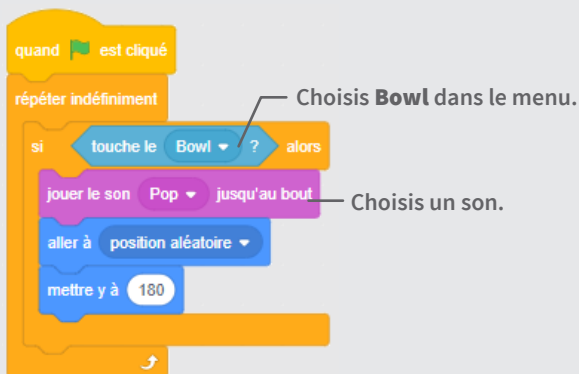 quand est cliqué
répéter indéfiniment
Choisis Bowl dans le menu.
si touche le Bowl ? alors
jouer le son Pop jusqu'au bout
Choisis un son.
aller à position aléatoire
mettre y à 180